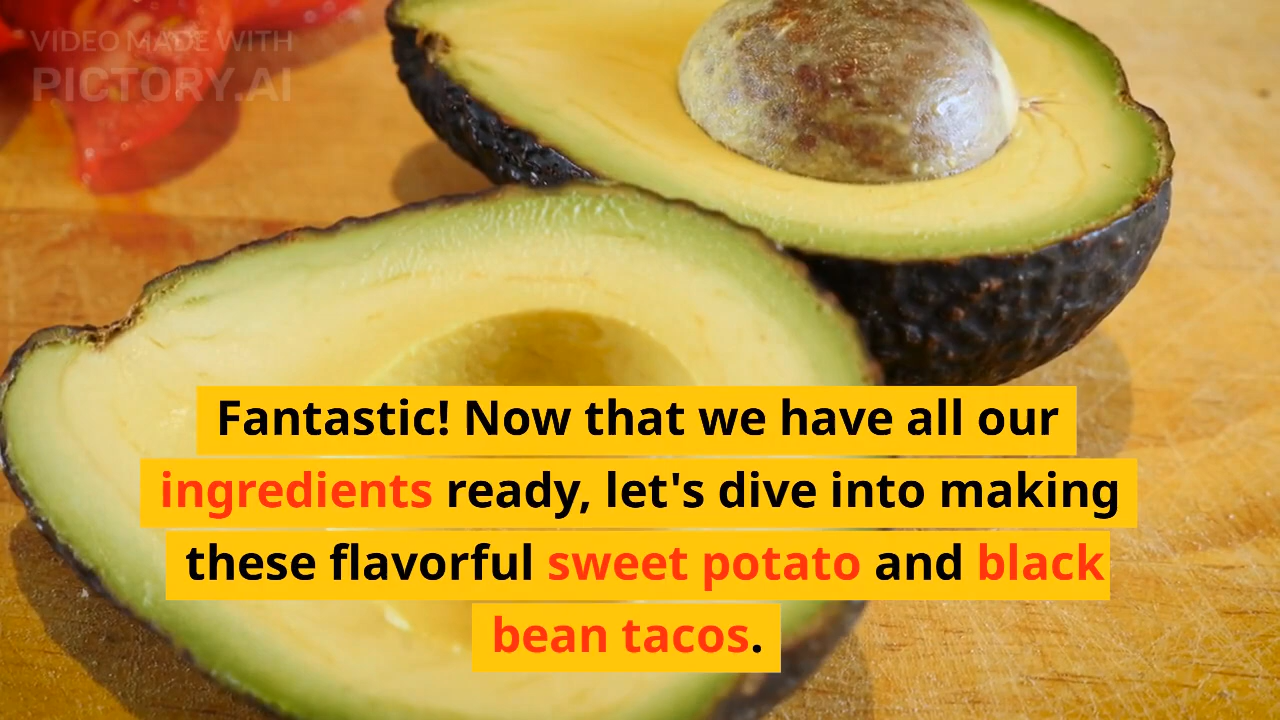 VIDEO MADE WITH
PICTORY.AI
Fantastic! Now that we have all our
ingredients ready, let's dive into making
these flavorful sweet potato and black
bean tacos.